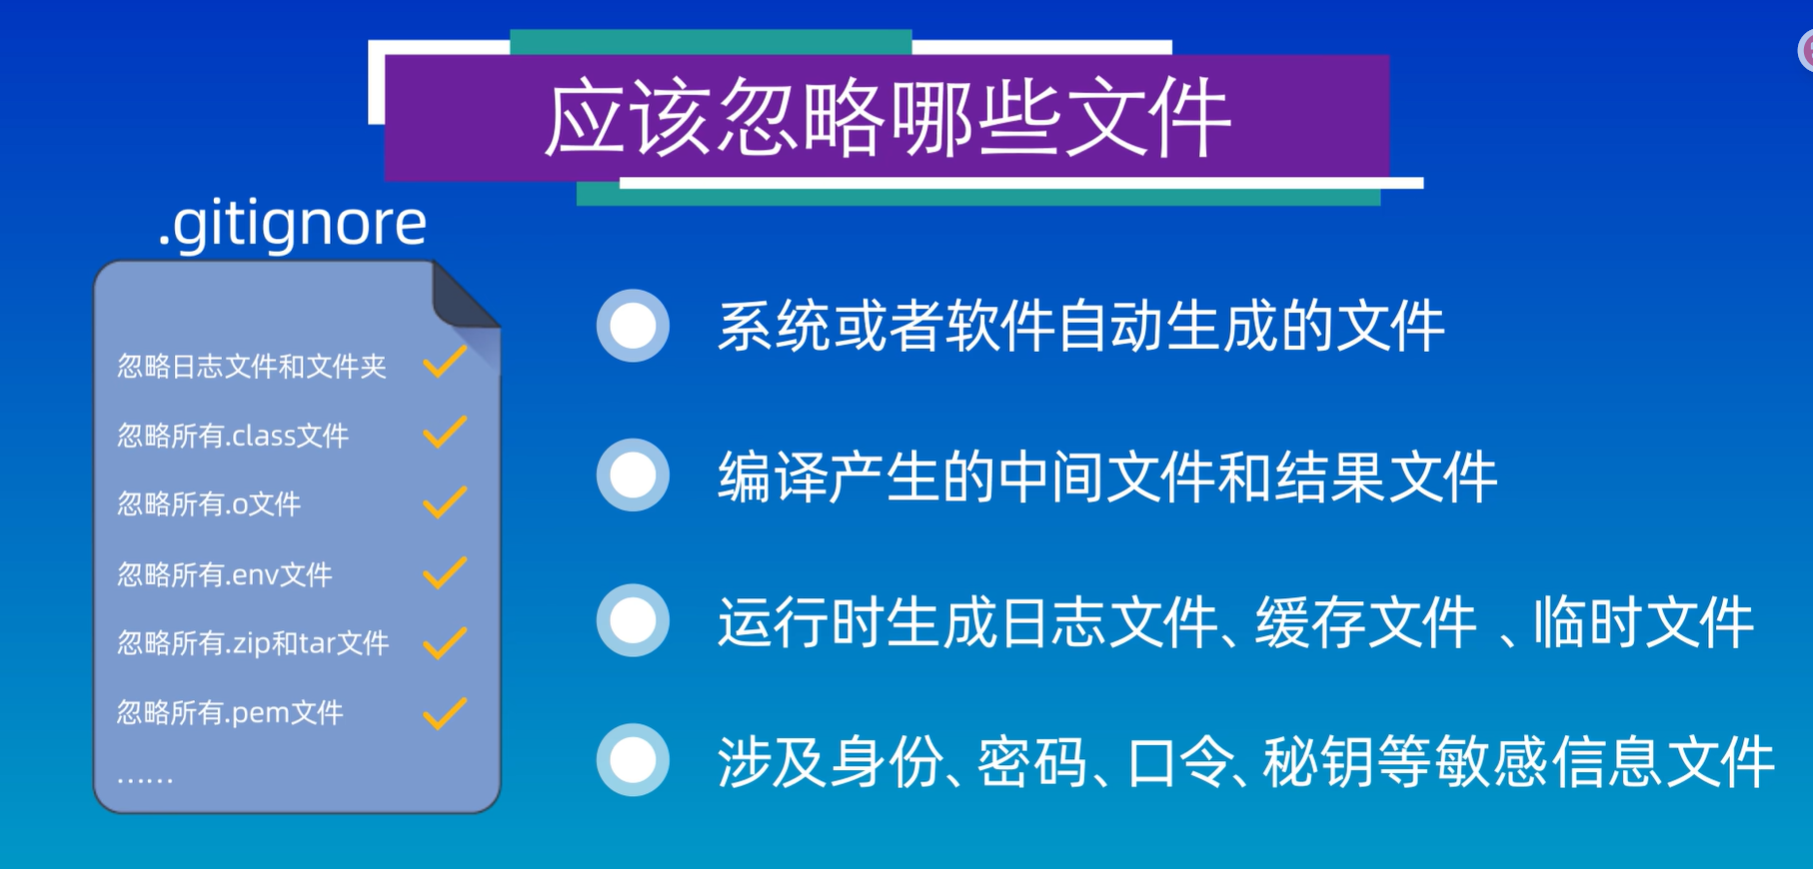 应该忽略哪些文件
.gitignore
忽略日志文件和文件夹
忽略所有.class文件
忽略所有.o文件
忽略所有.env文件
忽略所有.zip和tar文件
忽略所有.pem文件
......
系统或者软件自动生成的文件
编译产生的中间文件和结果文件
运行时生成日志文件、缓存文件 、临时文件
涉及身份、密码、口令、秘钥等敏感信息文件